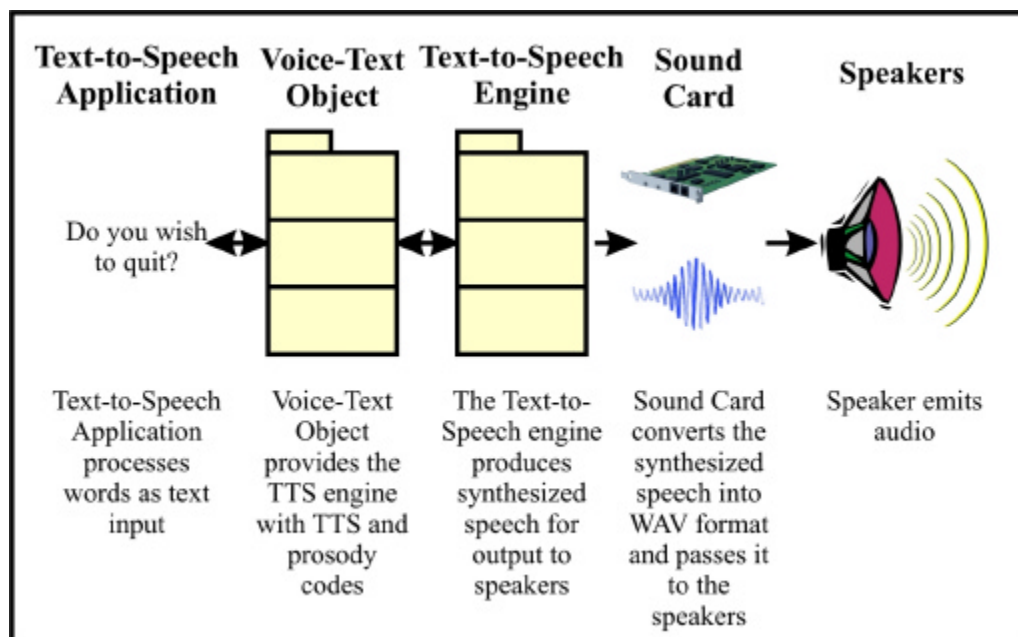 Text-to-Speech
Application
Voice-Text
Object
Text-to-Speech
Engine
Sound
Card
Speakers
Do you wish
to quit?
Text-to-Speech
Application
processes
words as text
input
Voice-Text
Object
provides the
TTS engine
with TTS and
prosody
codes
The Text-to-
Speech engine
produces
synthesized
speech for
output to
speakers
Sound Card
converts the
synthesized
speech into
WAV format
and passes it
to the
speakers
Speaker emits
audio